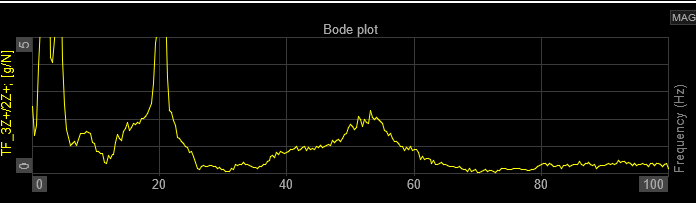 MAG
Bode plot
TF_3Z+/2Z+; [g/N]
5
0
Frequency (Hz)
0 20 40 60 80 100